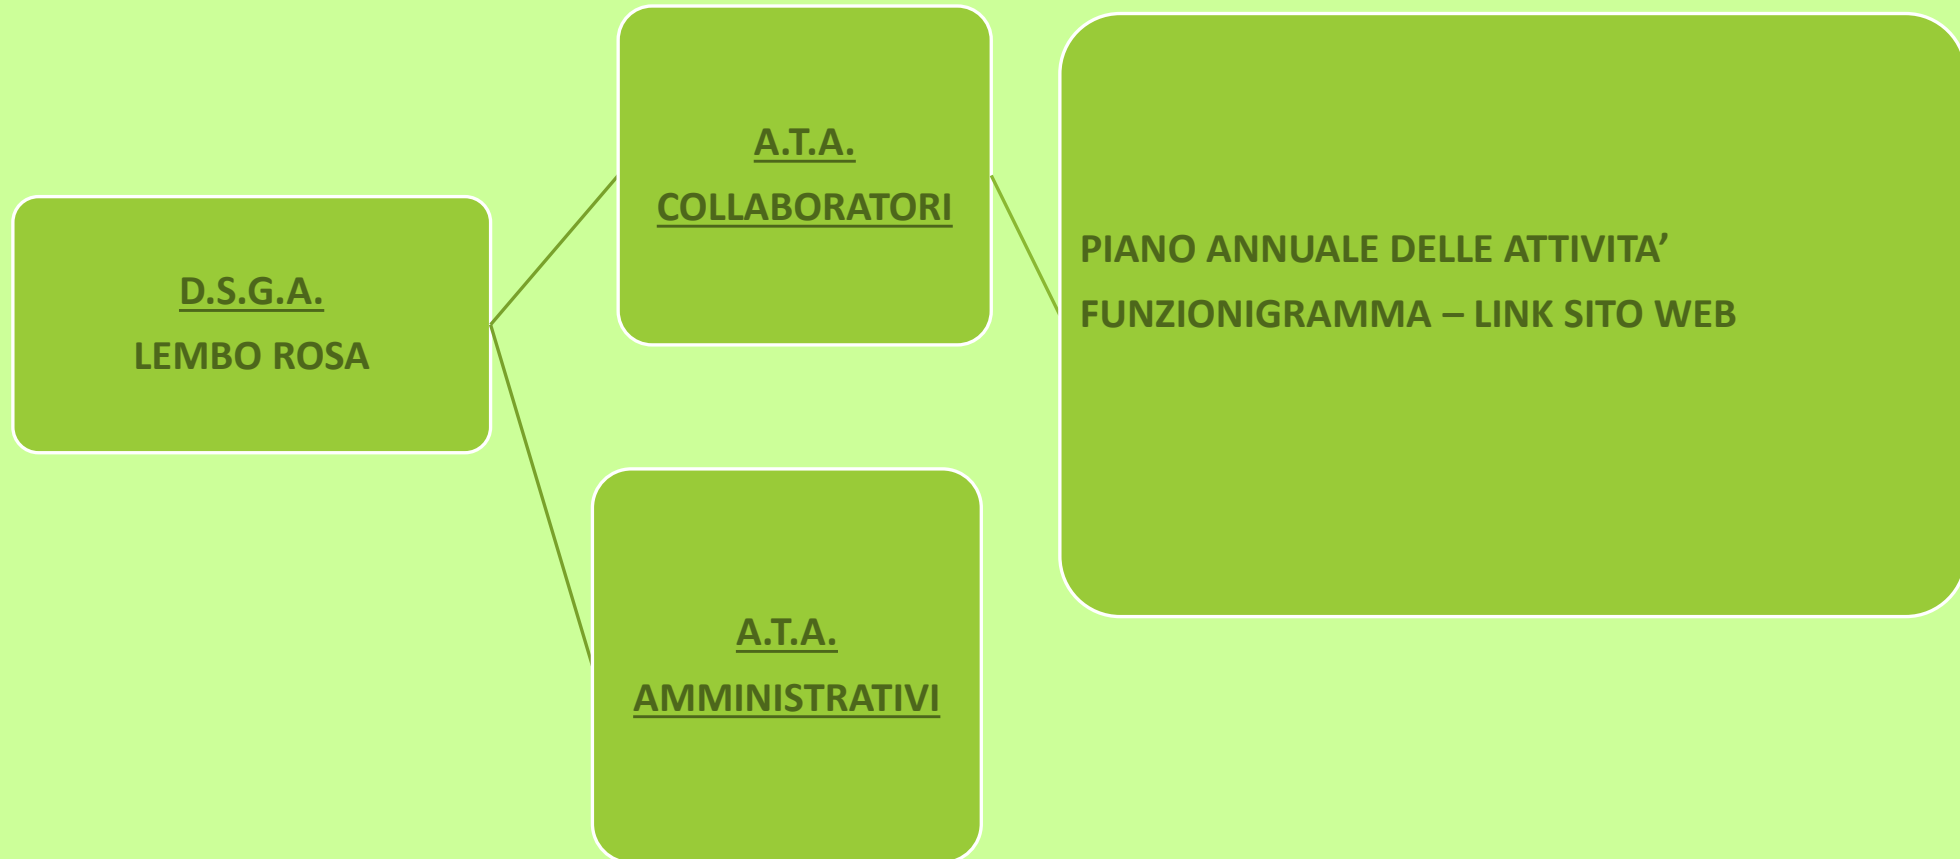 D.S.G.A.
LEMBO ROSA
A.T.A.
COLLABORATORI
PIANO ANNUALE DELLE ATTIVITA’
FUNZIONIGRAMMA – LINK SITO WEB
A.T.A.
AMMINISTRATIVI